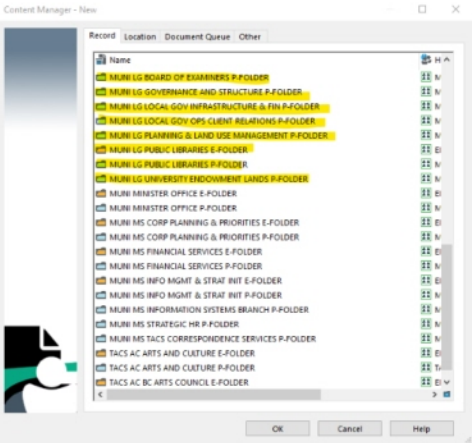 Content Manager - New
Record Location Document Queue Other
Name
MUNI LG BOARD OF EXAMINERS P-FOLDER
MUNI LG GOVERNANCE AND STRUCTURE P-FOLDER
MUNI LG LOCAL GOV INFRASTRUCTURE & FIN P-FOLDER
MUNI LG LOCAL GOV OPS CLIENT RELATIONS P-FOLDER
MUNI LG PLANNING & LAND USE MANAGEMENT P-FOLDER
MUNI LG PUBLIC LIBRARIES E-FOLDER
MUNI LG PUBLIC LIBRARIES P-FOLDER
MUNI LG UNIVERSITY ENDOWMENT LANDS P-FOLDER
MUNI MINISTER OFFICE E-FOLDER
MUNI MINISTER OFFICE P-FOLDER
MUNI MS CORP PLANNING & PRIORITIES E-FOLDER
MUNI MS CORP PLANNING & PRIORITIES P-FOLDER
MUNI MS FINANCIAL SERVICES E-FOLDER
MUNI MS FINANCIAL SERVICES P-FOLDER
MUNI MS INFO MGMT & STRAT INIT E-FOLDER
MUNI MS INFO MGMT & STRAT INIT P-FOLDER
MUNI MS INFORMATION SYSTEMS BRANCH P-FOLDER
MUNI MS STRATEGIC HR P-FOLDER
MUNI MS TACS CORRESPONDENCE SERVICES P-FOLDER
TACS AC ARTS AND CULTURE E-FOLDER
TACS AC ARTS AND CULTURE P-FOLDER
TACS AC BC ARTS COUNCIL E-FOLDER
OK Cancel Help